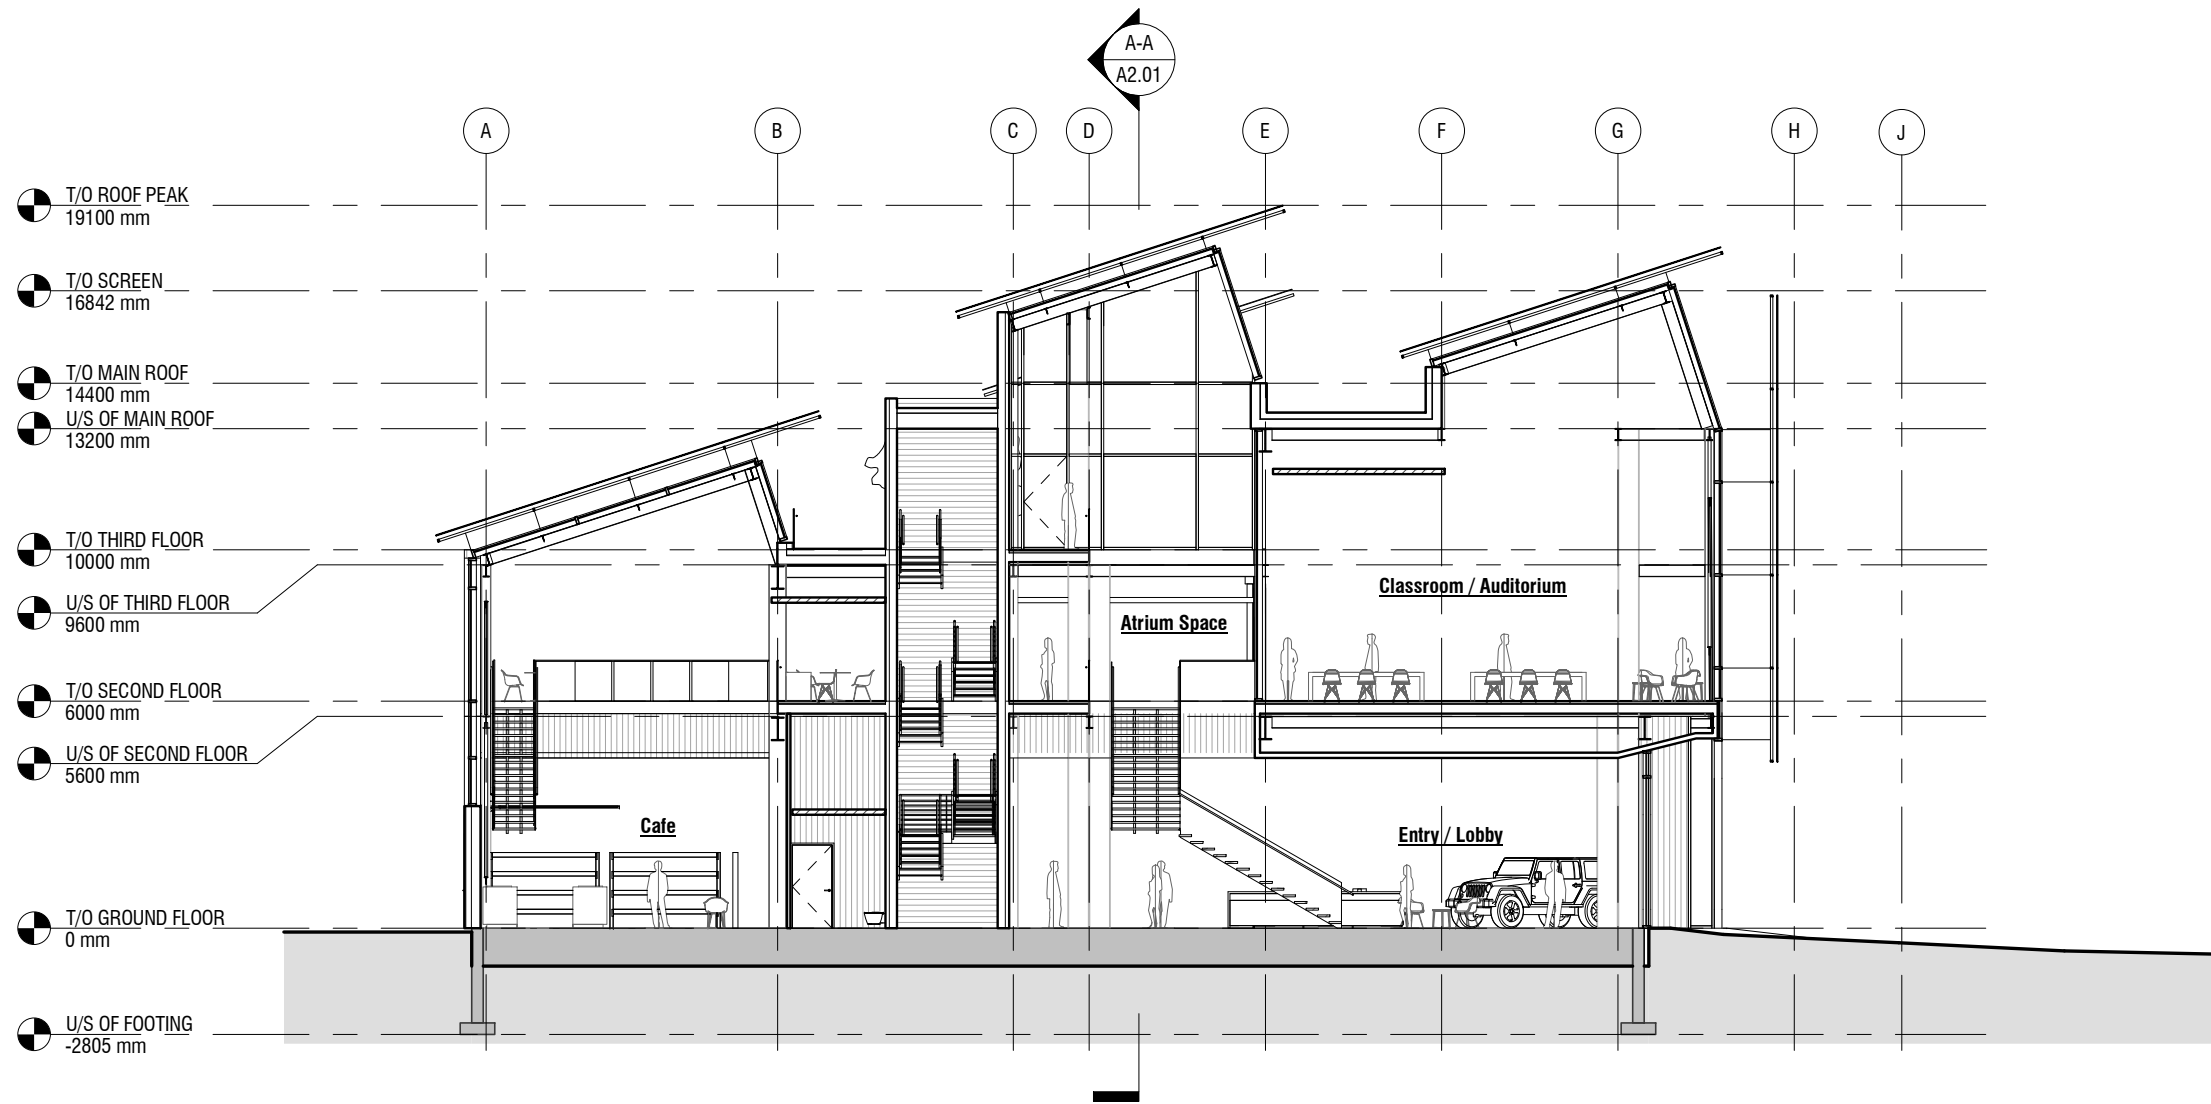 A-A
A2.01
A
B
C
D
E
F
G
H
J
T/O ROOF PEAK
19100 mm
T/O SCREEN
16842 mm
T/O MAIN ROOF
14400 mm
U/S OF MAIN ROOF
13200 mm
T/O THIRD FLOOR
10000 mm
U/S OF THIRD FLOOR
9600 mm
T/O SECOND FLOOR
6000 mm
U/S OF SECOND FLOOR
5600 mm
T/O GROUND FLOOR
0 mm
U/S OF FOOTING
-2805 mm
Classroom / Auditorium
Atrium Space
Cafe
Entry / Lobby